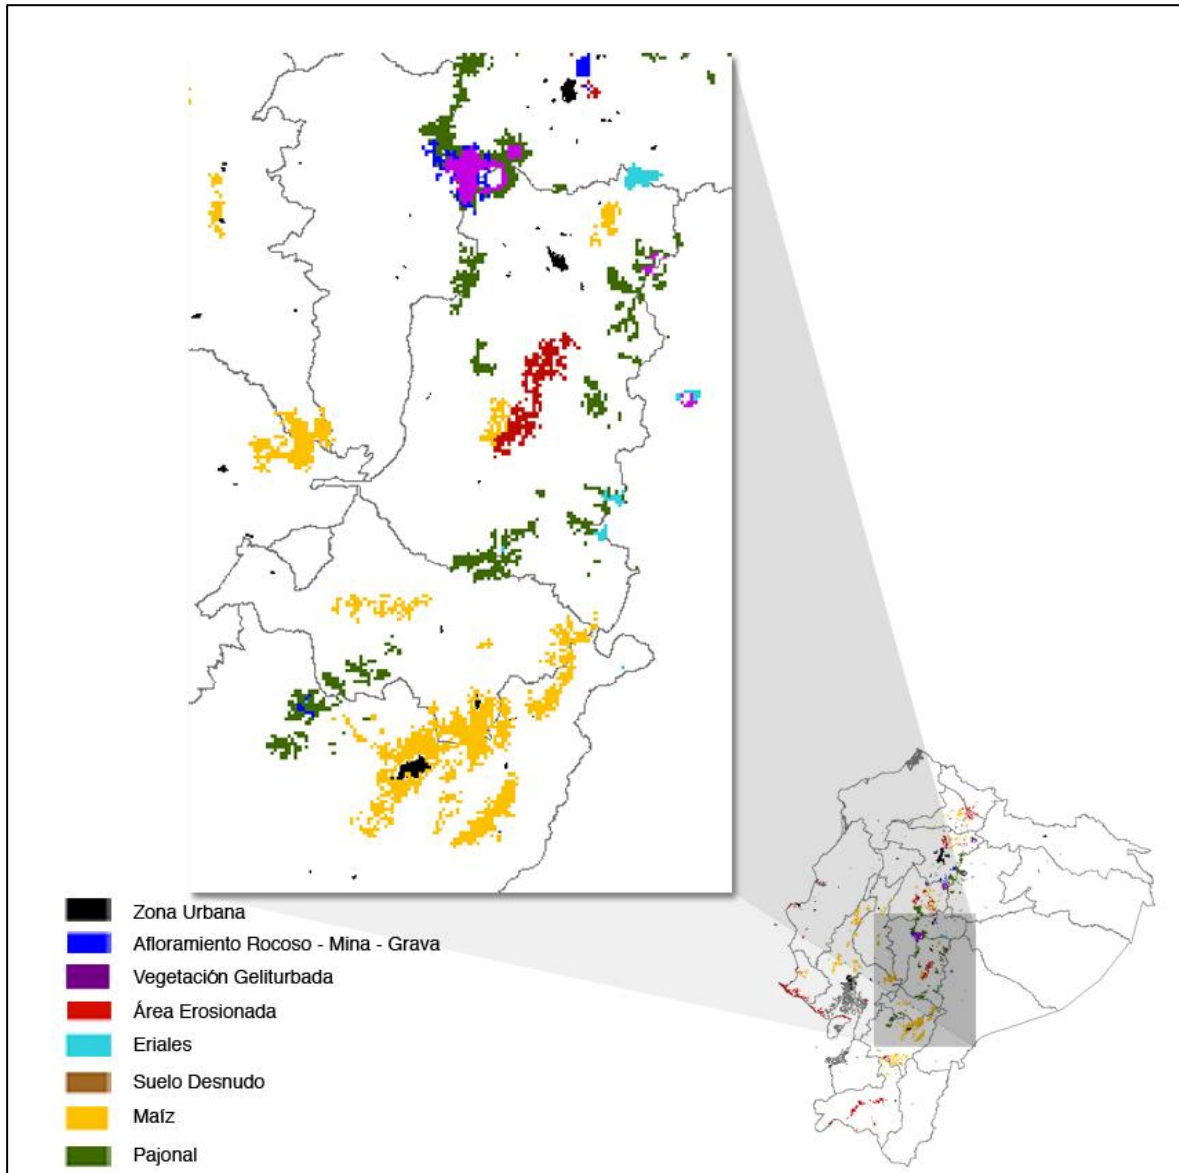 Zona Urbana
Afloramiento Rocoso - Mina - Grava
Vegetación Geliturbada
Área Erosionada
Eriales
Suelo Desnudo
Maíz
Pajonal